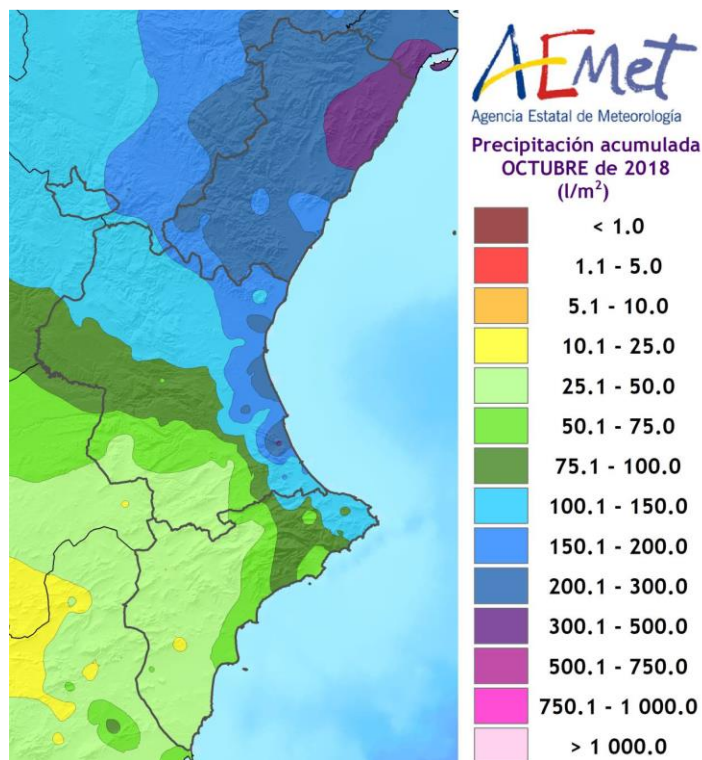 AEMet
Agencia Estatal de Meteorología
Precipitación acumulada
OCTUBRE de 2018
(l/m²)
< 1.0
1.1 - 5.0
5.1 - 10.0
10.1 - 25.0
25.1 - 50.0
50.1 - 75.0
75.1 - 100.0
100.1 - 150.0
150.1 - 200.0
200.1 - 300.0
300.1 - 500.0
500.1 - 750.0
750.1 - 1 000.0
> 1 000.0